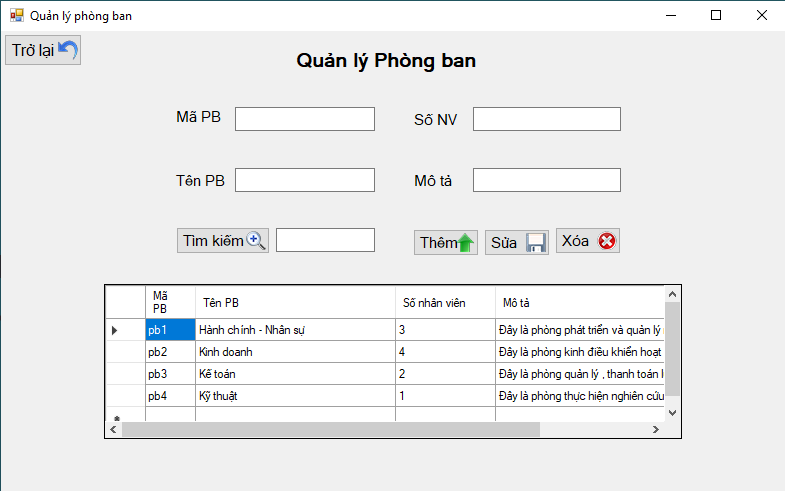 Quản lý phòng ban
Trở lại
Quản lý Phòng ban
Mã PB
Số NV
Tên PB
Mô tả
Tìm kiếm
Thêm
Sửa
Xóa
Mã PB Tên PB Số nhân viên Mô tả
pb1 Hành chính - Nhân sự 3 Đây là phòng phát triển và quản lý
pb2 Kinh doanh 4 Đây là phòng kinh điều khiển hoạt
pb3 Kế toán 2 Đây là phòng quản lý , thanh toán
pb4 Kỹ thuật 1 Đây là phòng thực hiện nghiên cứu